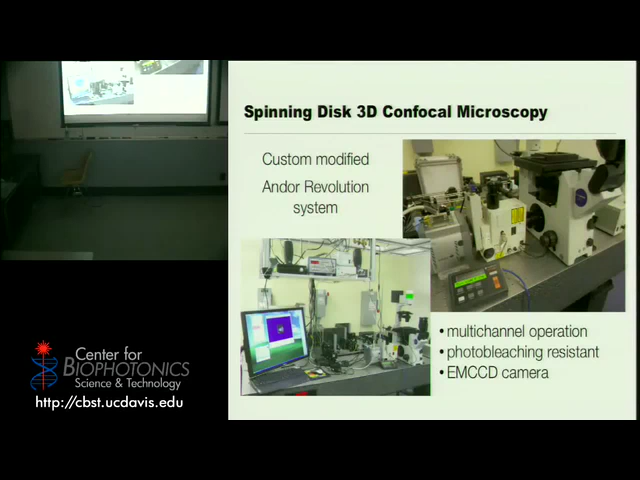 Spinning Disk 3D Confocal Microscopy
Custom modified
Andor Revolution
system
• multichannel operation
• photobleaching resistant
• EMCCD camera
Center for
BIOPHOTONICS
Science & Technology
http://cbst.ucdavis.edu